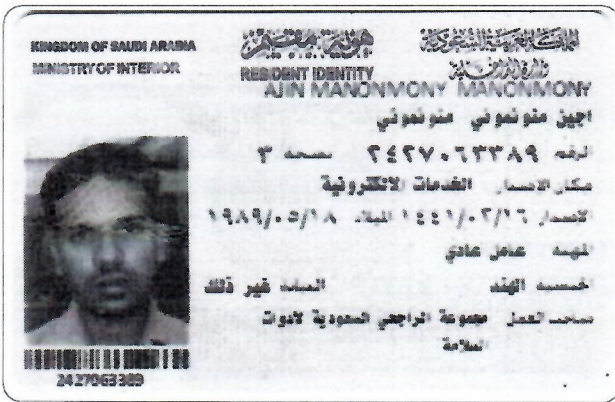 KINGDOM OF SAUDI ARABIA
MINISTRY OF INTERIOR
هوية مقيم
RESIDENT IDENTITY
المملكة العربية السعودية
وزارة الداخلية
AJIN MANONMONY MANONMONY
اجين منونموني منونموني
الرقم ٢٤٢٧٠٦٣٣٨٩ نسخة ٣
مكان الاصدار الخدمات الالكترونية
الاصدار ١٤٤١/٠٢/١٦ الميلاد ١٩٨٩/٠٥/١٨
المهنة عامل عادي
الجنسية الهند الديانة غير ذلك
صاحب العمل مجموعة الراجحي السعودية لادوات
السلامة
2427063389